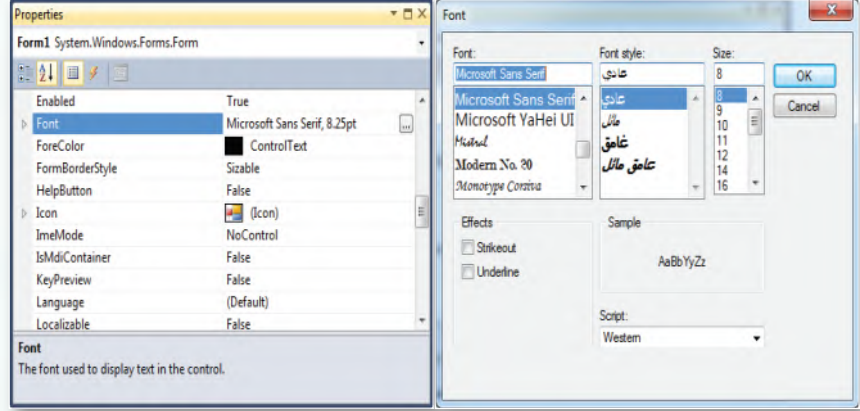 Properties
Form1 System.Windows.Forms.Form
Enabled True
Font Microsoft Sans Serif, 8.25pt ...
ForeColor ControlText
FormBorderStyle Sizable
HelpButton False
Icon (Icon)
ImeMode NoControl
IsMdiContainer False
KeyPreview False
Language (Default)
Localizable False
Font
The font used to display text in the control.
Font
Font:
Microsoft Sans Serif
Microsoft Sans Serif
Microsoft YaHei UI
Mistral
Modern No. 20
Monotype Corsiva
Font style:
عادي
عادي
مائل
غامق
غامق مائل
Size:
8
8
9
10
11
12
14
16
OK
Cancel
Effects
Strikeout
Underline
Sample
AaBbYyZz
Script:
Western